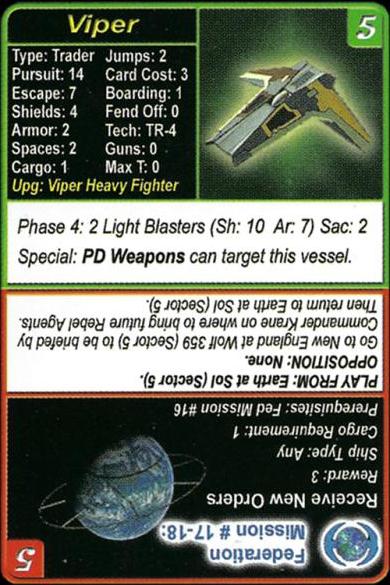 Viper
5
Type: Trader Jumps: 2
Pursuit: 14 Card Cost: 3
Escape: 7 Boarding: 1
Shields: 4 Fend Off: 0
Armor: 2 Tech: TR-4
Spaces: 2 Guns: 0
Cargo: 1 Max T: 0
Upg: Viper Heavy Fighter
Phase 4: 2 Light Blasters (Sh: 10 Ar: 7) Sac: 2
Special: PD Weapons can target this vessel.
Federation
Mission # 17-18:
5
Receive New Orders
Reward: 3
Ship Type: Any
Cargo Requirement: 1
Prerequisites: Fed Mission #16
PLAY: FROM: Earth at Sol (Sector 5).
OPPOSITION: None.
Go to New England at Wolf 359 (Sector 5) to be briefed by
Commander Krane on where to bring future Rebel Agents.
Then return to Earth at Sol (Sector 5).